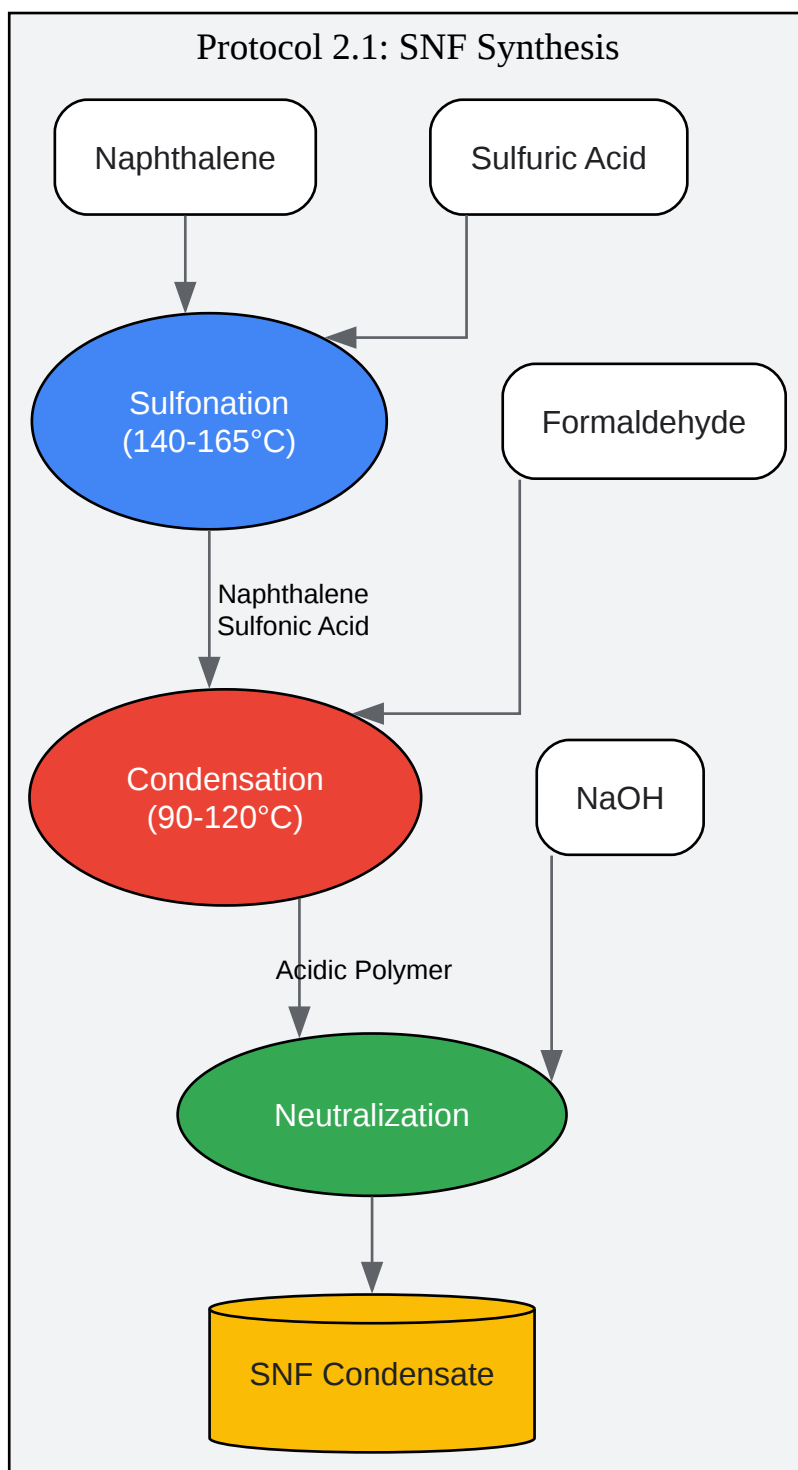 Protocol 2.1: SNF Synthesis
Naphthalene
Sulfuric Acid
Sulfonation
(140-165°C)
Formaldehyde
Naphthalene
Sulfonic Acid
Condensation
(90-120°C)
NaOH
Acidic Polymer
Neutralization
SNF Condensate